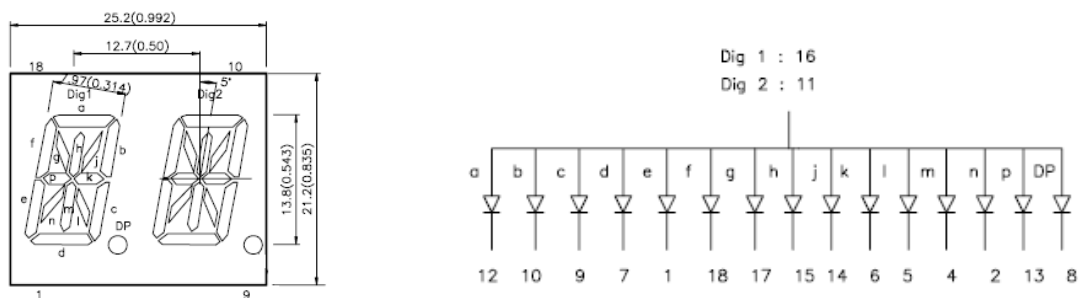 25.2(0.992)
12.7(0.50)
18 10
7.97(0.314) 5°
Dig1 Dig2
a
f b
g h j
p k
e c
n m l
DP
d
13.8(0.543)
21.2(0.835)
1 9
Dig 1 : 16
Dig 2 : 11
a b c d e f g h j k l m n p DP
12 10 9 7 1 18 17 15 14 6 5 4 2 13 8